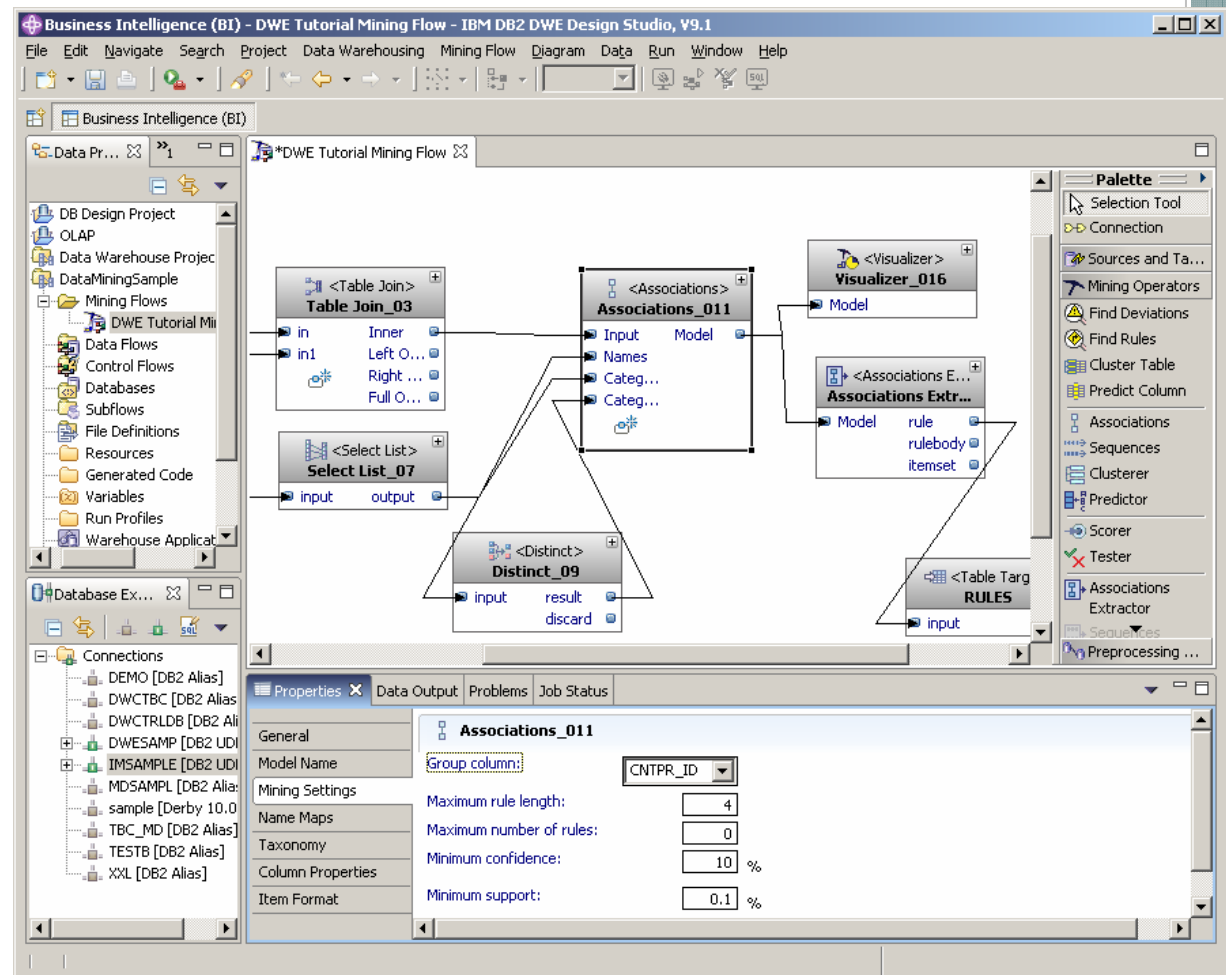 Business Intelligence (BI) - DWE Tutorial Mining Flow - IBM DB2 DWE Design Studio, V9.1
File Edit Navigate Search Project Data Warehousing Mining Flow Diagram Data Run Window Help
Business Intelligence (BI)
Data Pr...
»1
DB Design Project
OLAP
Data Warehouse Projec
DataMiningSample
Mining Flows
DWE Tutorial Mi
Data Flows
Control Flows
Databases
Subflows
File Definitions
Resources
Generated Code
Variables
Run Profiles
Warehouse Applicat
Database Ex...
Connections
DEMO [DB2 Alias]
DWCTBC [DB2 Alias
DWCTRLDB [DB2 Ali
DWESAMP [DB2 UDI
IMSAMPLE [DB2 UDI
MDSAMPL [DB2 Alia
sample [Derby 10.0
TBC_MD [DB2 Alias]
TESTB [DB2 Alias]
XXL [DB2 Alias]
*DWE Tutorial Mining Flow
<Table Join>
Table Join_03
in Inner
in1 Left O...
Right ...
Full O...
<Select List>
Select List_07
input output
<Distinct>
Distinct_09
input result
discard
<Associations>
Associations_011
Input Model
Names
Categ...
Categ...
<Visualizer>
Visualizer_016
Model
<Associations E...
Associations Extr...
Model rule
rulebody
itemset
<Table Targ
RULES
input
Palette
Selection Tool
Connection
Sources and Ta...
Mining Operators
Find Deviations
Find Rules
Cluster Table
Predict Column
Associations
Sequences
Clusterer
Predictor
Scorer
Tester
Associations
Extractor
Sequences
Preprocessing ...
Properties Data Output Problems Job Status
General
Model Name
Mining Settings
Name Maps
Taxonomy
Column Properties
Item Format
Associations_011
Group column: CNTPR_ID
Maximum rule length: 4
Maximum number of rules: 0
Minimum confidence: 10 %
Minimum support: 0.1 %